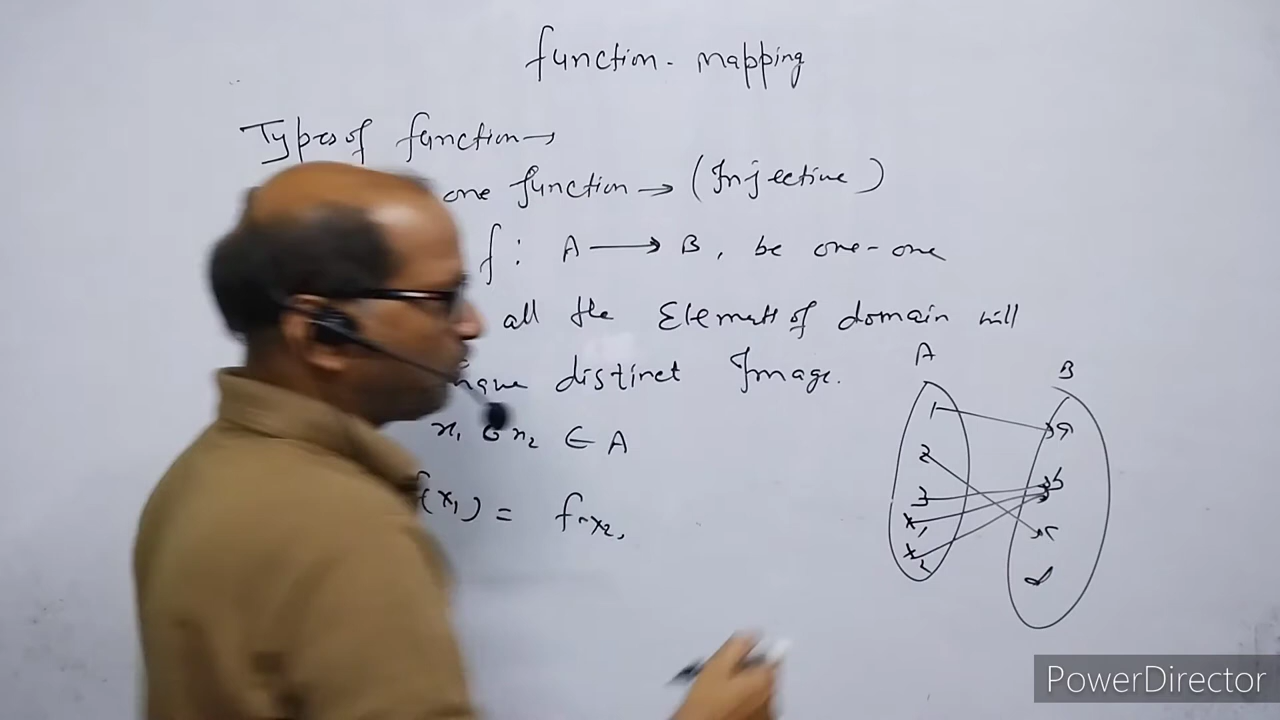 function - mapping
Types of function →
one function → (Injective)
f : A → B, be one-one
all the Elements of domain will
distinct Image.
x₁ x₂ ∈ A
f(x₁) = f x₂,
A
B
1
2
3
x₁
x₂
b
c
d
PowerDirector